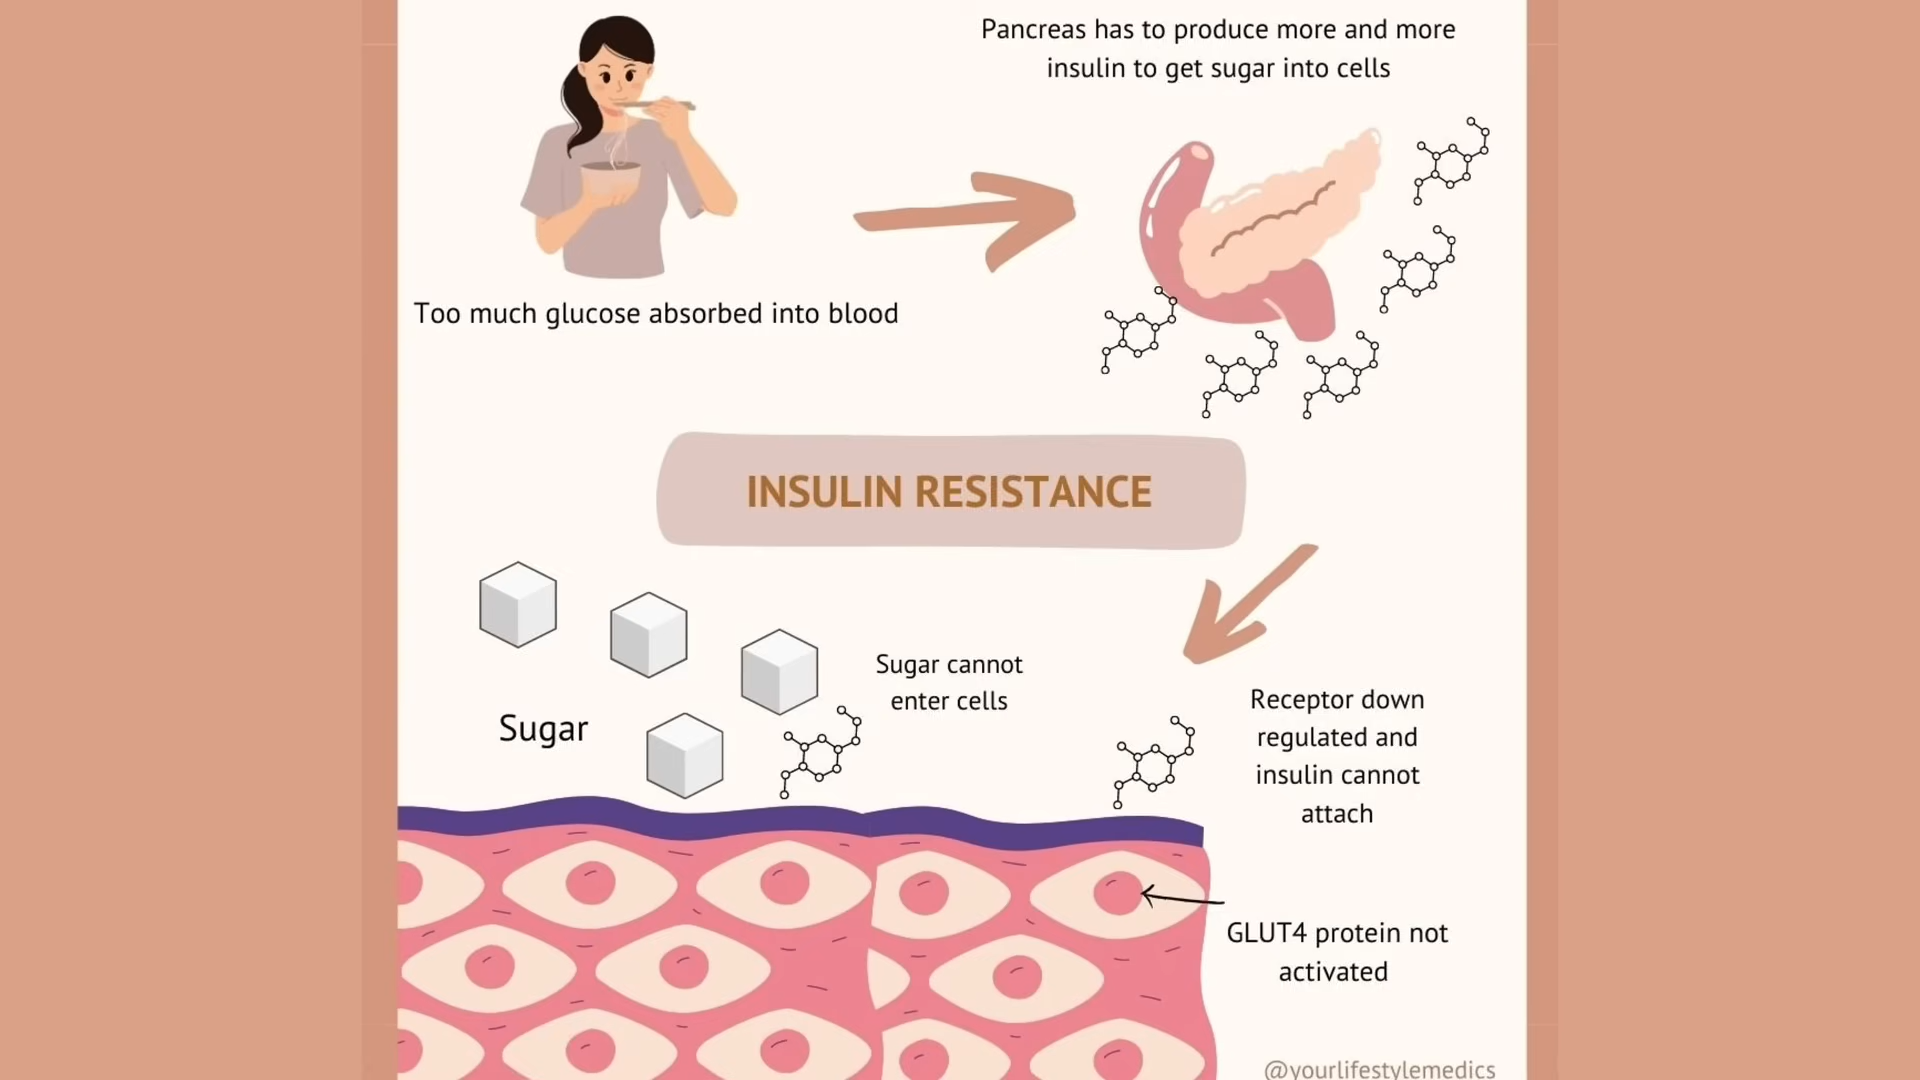 Pancreas has to produce more and more
insulin to get sugar into cells
Too much glucose absorbed into blood
INSULIN RESISTANCE
Sugar cannot
enter cells
Sugar
Receptor down
regulated and
insulin cannot
attach
GLUT4 protein not
activated
@yourlifestylemedics